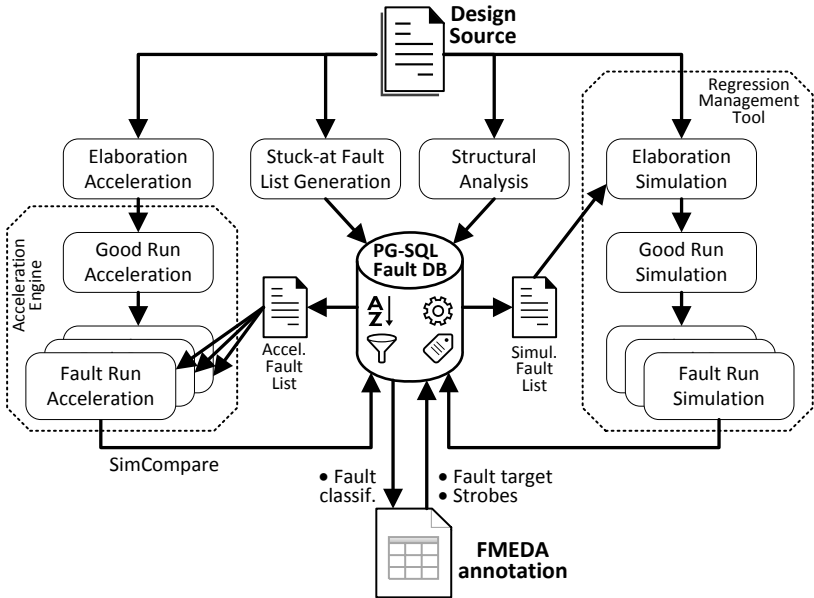 Design
Source
Regression
Management
Tool
Elaboration
Acceleration
Stuck-at Fault
List Generation
Structural
Analysis
Elaboration
Simulation
Acceleration
Engine
Good Run
Acceleration
PG-SQL
Fault DB
A
Z
Good Run
Simulation
Accel.
Fault
List
Simul.
Fault
List
Fault Run
Acceleration
Fault Run
Simulation
SimCompare
• Fault
classif.
• Fault target
• Strobes
FMEDA
annotation